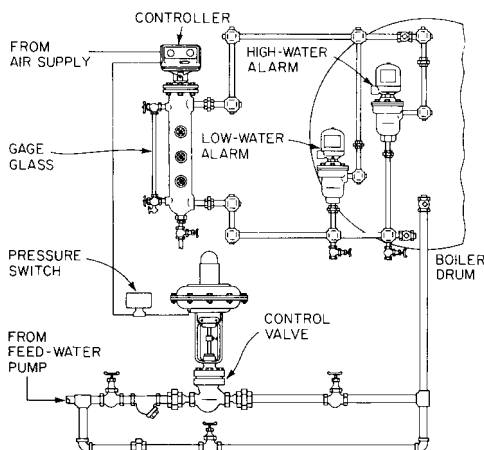 CONTROLLER
FROM
AIR SUPPLY
HIGH-WATER
ALARM
GAGE
GLASS
LOW-WATER
ALARM
PRESSURE
SWITCH
BOILER
DRUM
CONTROL
VALVE
FROM
FEED-WATER
PUMP